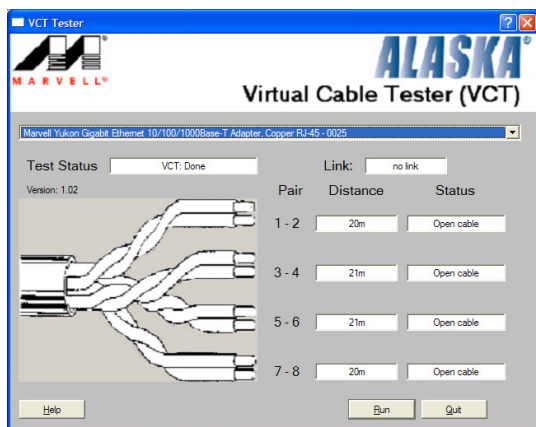 VCT Tester
MARVELL®
ALASKA®
Virtual Cable Tester (VCT)
Marvell Yukon Gigabit Ethernet 10/100/1000Base-T Adapter, Copper RJ-45 - 0025
Test Status VCT: Done Link: no link
Version: 1.02
Pair Distance Status
1 - 2 20m Open cable
3 - 4 21m Open cable
5 - 6 21m Open cable
7 - 8 20m Open cable
Help Run Quit